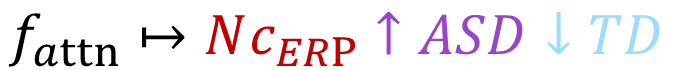 f_attn ↦ Nc_ERP ↑ ASD ↓ TD